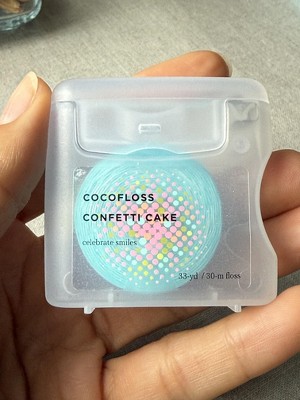 COCOFLOSS
CONFETTI CAKE
celebrate smiles
33-yd / 30-m floss